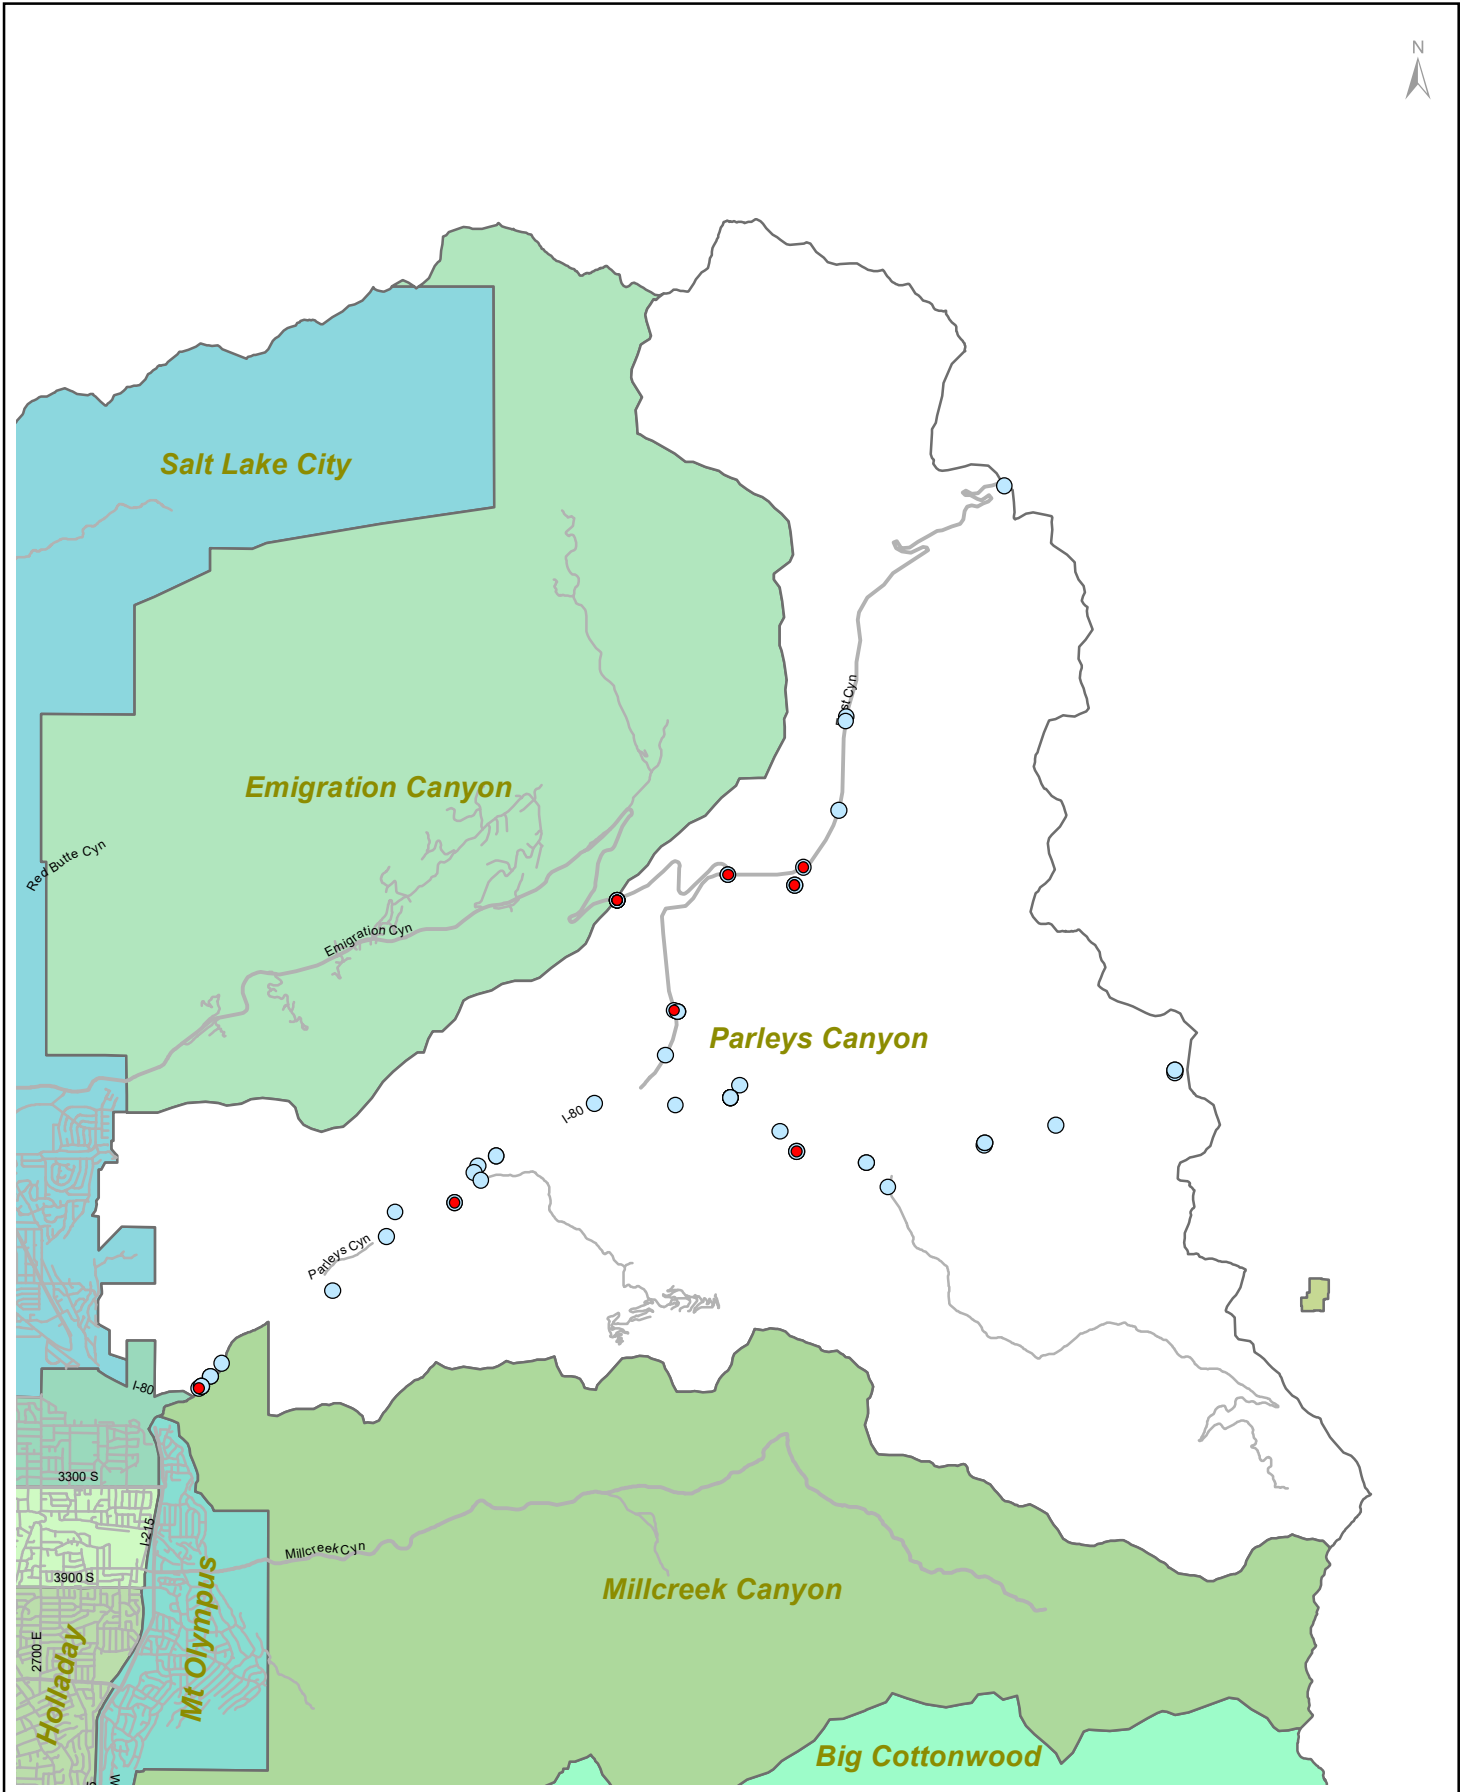 N
Salt Lake City
Emigration Canyon
Red Butte Cyn
Emigration Cyn
Parleys Canyon
I-80
Parleys Cyn
I-80
3300 S
I-215
Millcreek Cyn
3900 S
Millcreek Canyon
2700 E
Holladay
Mt Olympus
Big Cottonwood